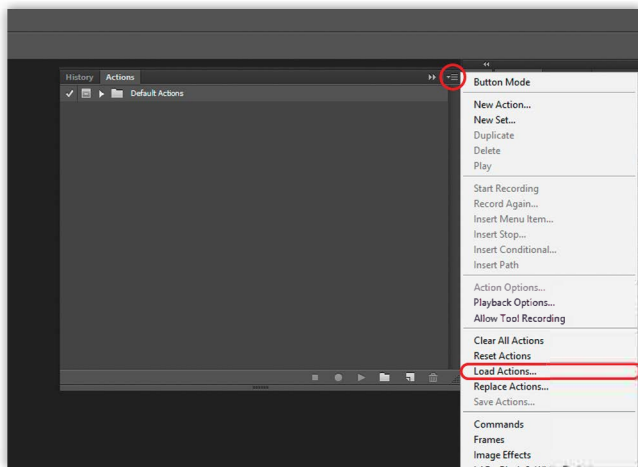 History Actions
Default Actions
Button Mode
New Action...
New Set...
Duplicate
Delete
Play
Start Recording
Record Again...
Insert Menu Item...
Insert Stop...
Insert Conditional...
Insert Path
Action Options...
Playback Options...
Allow Tool Recording
Clear All Actions
Reset Actions
Load Actions...
Replace Actions...
Save Actions...
Commands
Frames
Image Effects